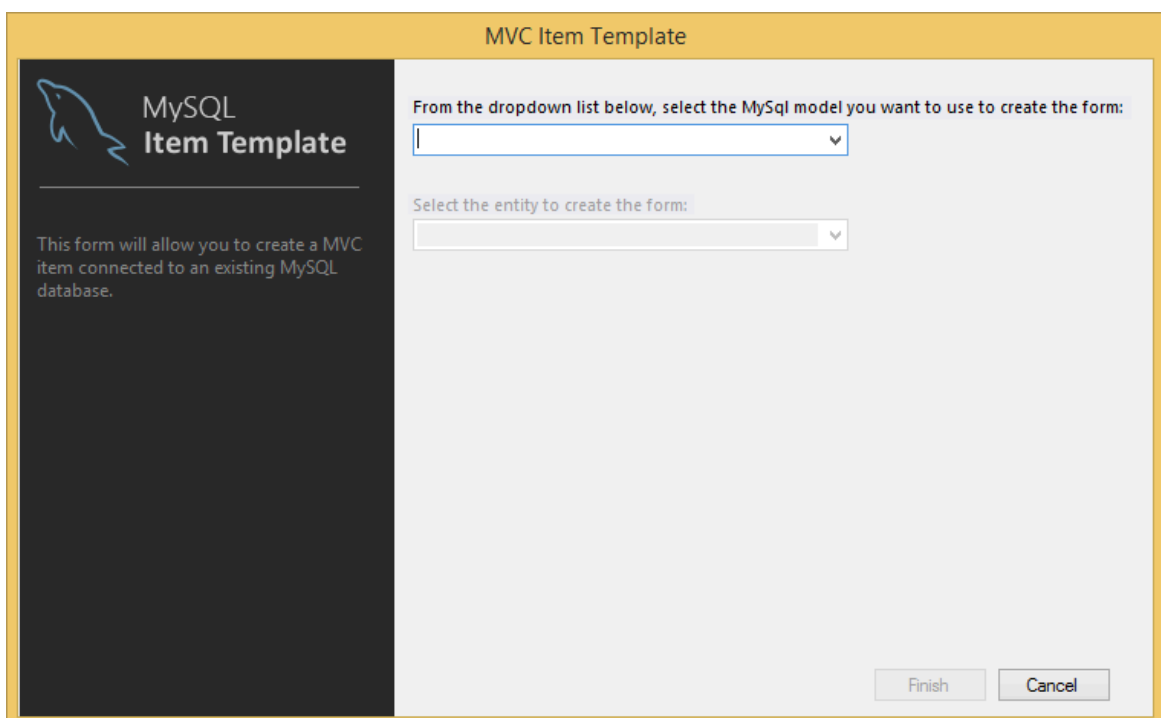 MVC Item Template
MySQL
Item Template
This form will allow you to create a MVC
item connected to an existing MySQL
database.
From the dropdown list below, select the MySql model you want to use to create the form:
Select the entity to create the form:
Finish
Cancel